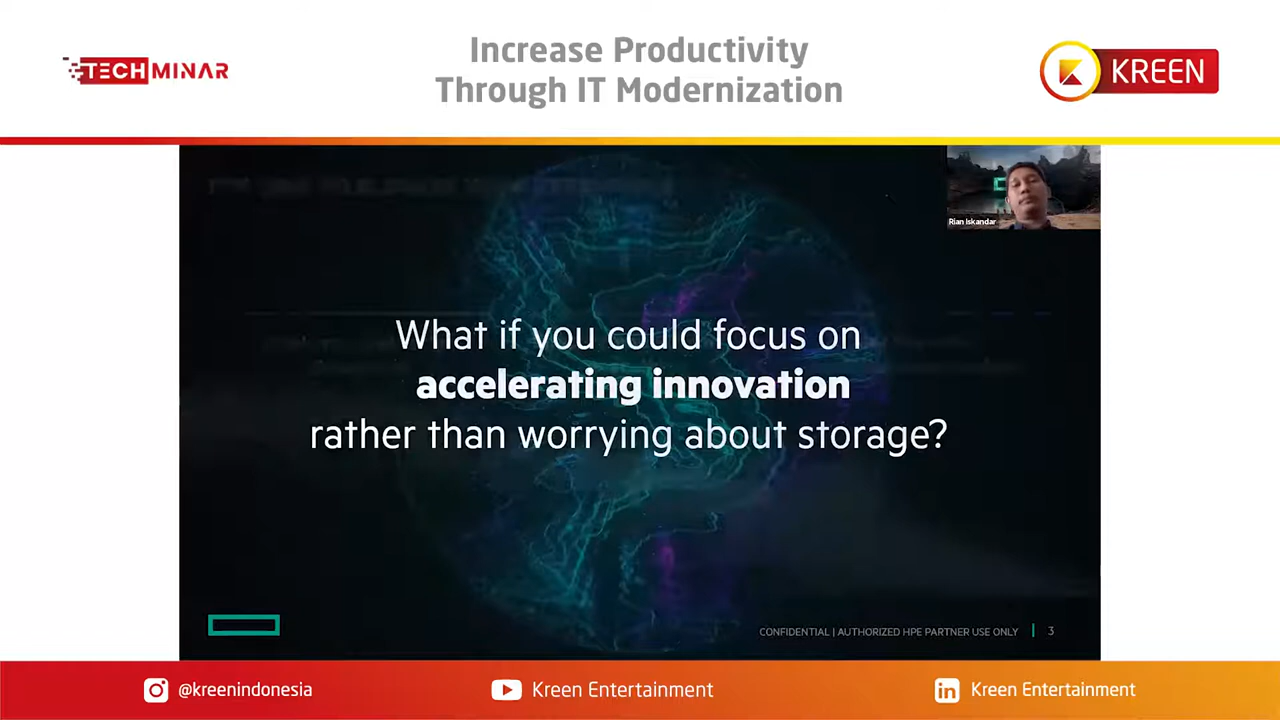 TECHMINAR
Increase Productivity
Through IT Modernization
KREEN
Rian Iskandar
What if you could focus on
accelerating innovation
rather than worrying about storage?
CONFIDENTIAL | AUTHORIZED HPE PARTNER USE ONLY | 3
@kreenindonesia
Kreen Entertainment
in Kreen Entertainment